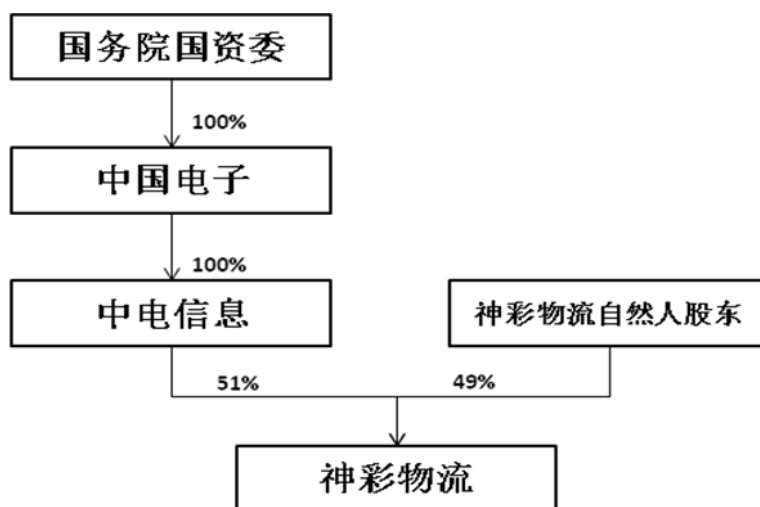 国务院国资委
100%
中国电子
100%
中电信息
神彩物流自然人股东
51%
49%
神彩物流